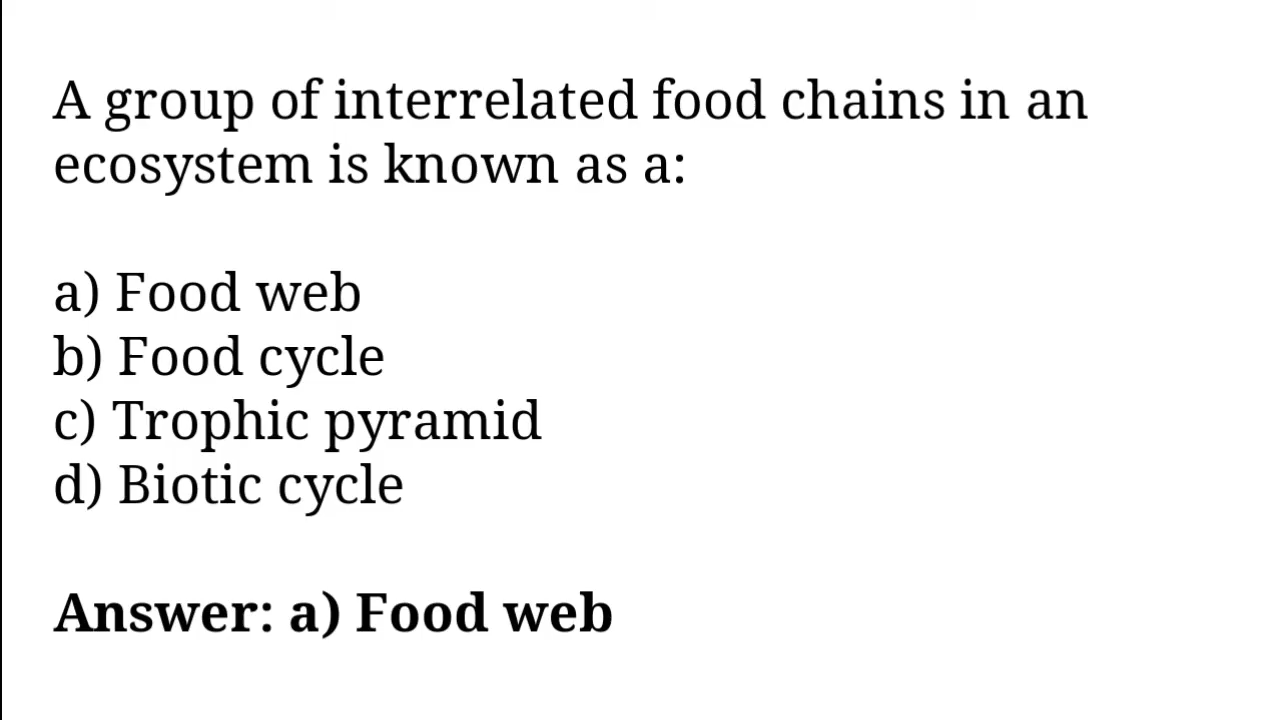 A group of interrelated food chains in an
ecosystem is known as a:
a) Food web
b) Food cycle
c) Trophic pyramid
d) Biotic cycle
Answer: a) Food web